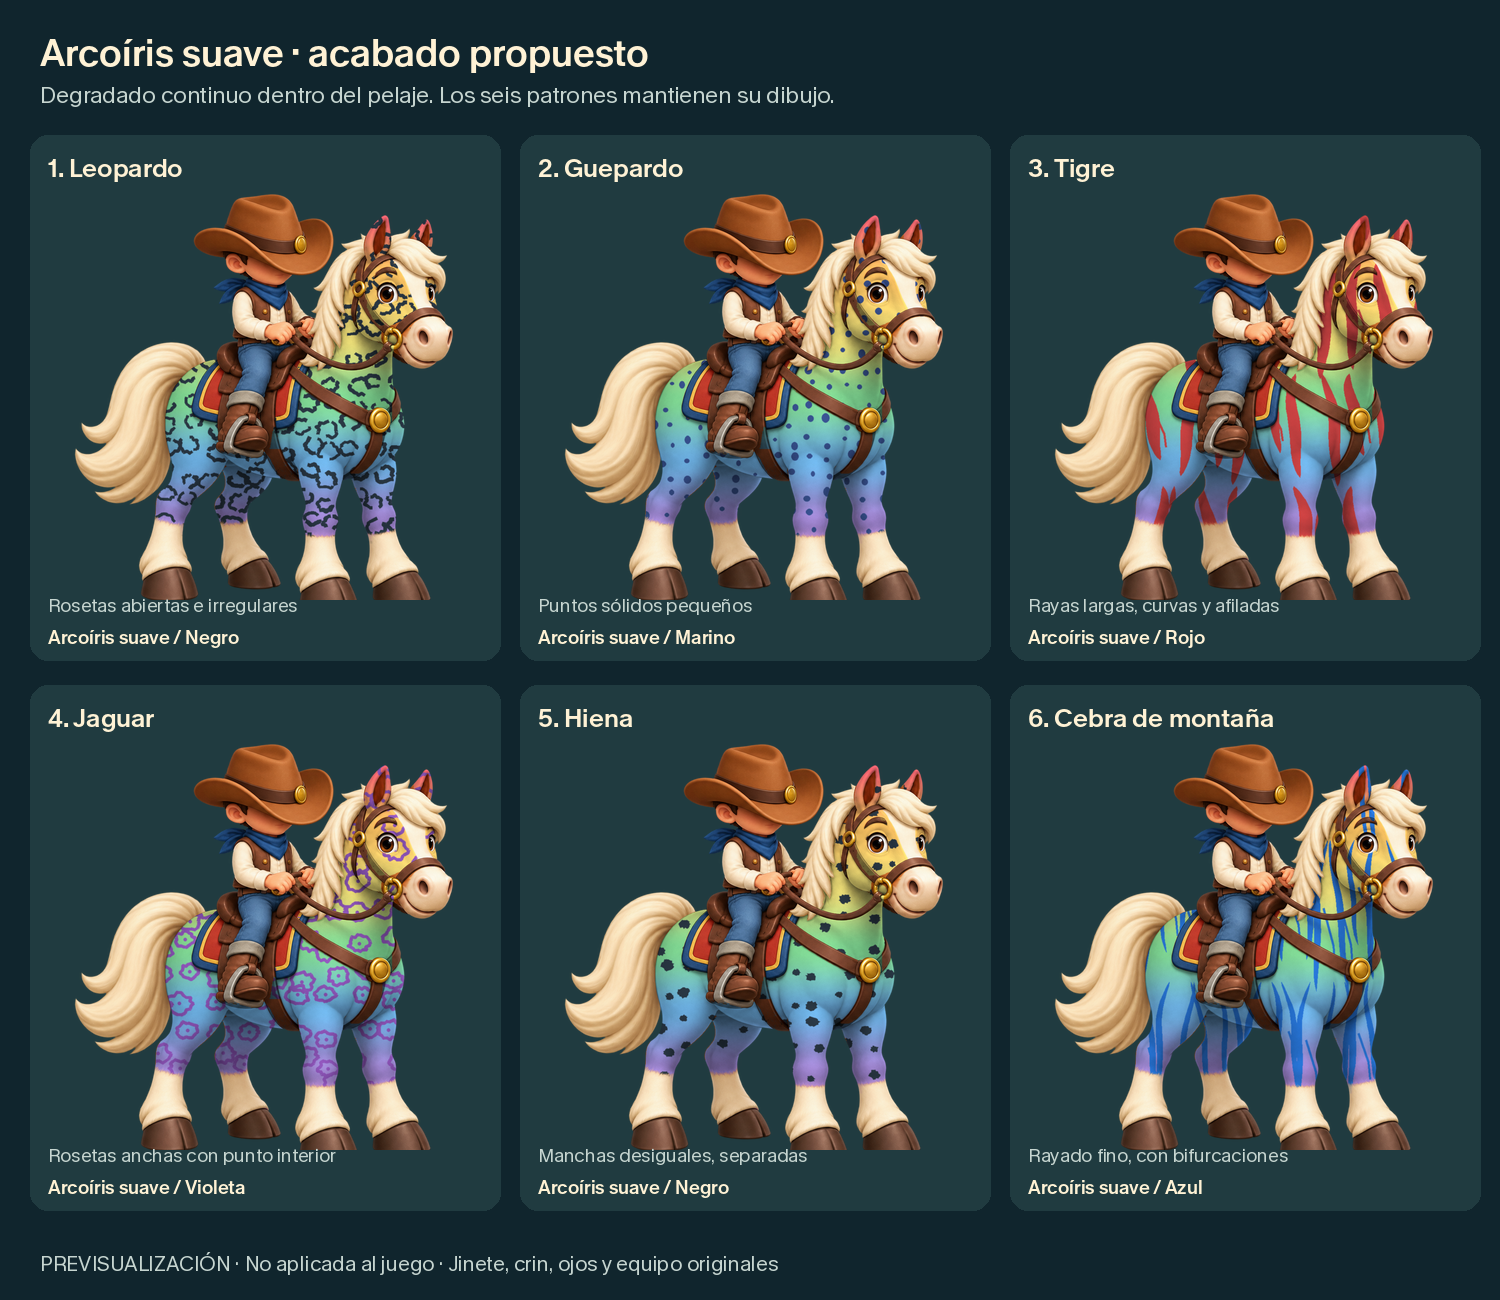 Arcoíris suave · acabado propuesto
Degradado continuo dentro del pelaje. Los seis patrones mantienen su dibujo.
1. Leopardo
2. Guepardo
3. Tigre
Rosetas abiertas e irregulares
Puntos sólidos pequeños
Rayas largas, curvas y afiladas
Arcoíris suave / Negro
Arcoíris suave / Marino
Arcoíris suave / Rojo
4. Jaguar
5. Hiena
6. Cebra de montaña
Rosetas anchas con punto interior
Manchas desiguales, separadas
Rayado fino, con bifurcaciones
Arcoíris suave / Violeta
Arcoíris suave / Negro
Arcoíris suave / Azul
PREVISUALIZACIÓN · No aplicada al juego · Jinete, crin, ojos y equipo originales